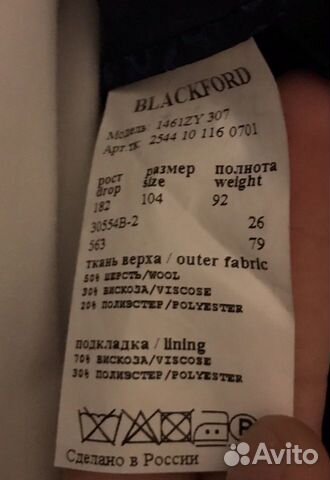 BLACKFORD
Модель: 1461ZY 307
Арт.тк. 2544 10 116 0701
рост размер полнота
drop size weight
182 104 92
30554B-2 26
563 79
ткань верха / outer fabric
50% ШЕРСТЬ/WOOL
30% ВИСКОЗА/VISCOSE
20% ПОЛИЭСТЕР/POLYESTER
подкладка / lining
70% ВИСКОЗА/VISCOSE
30% ПОЛИЭСТЕР/POLYESTER
P
Сделано в России
Avito